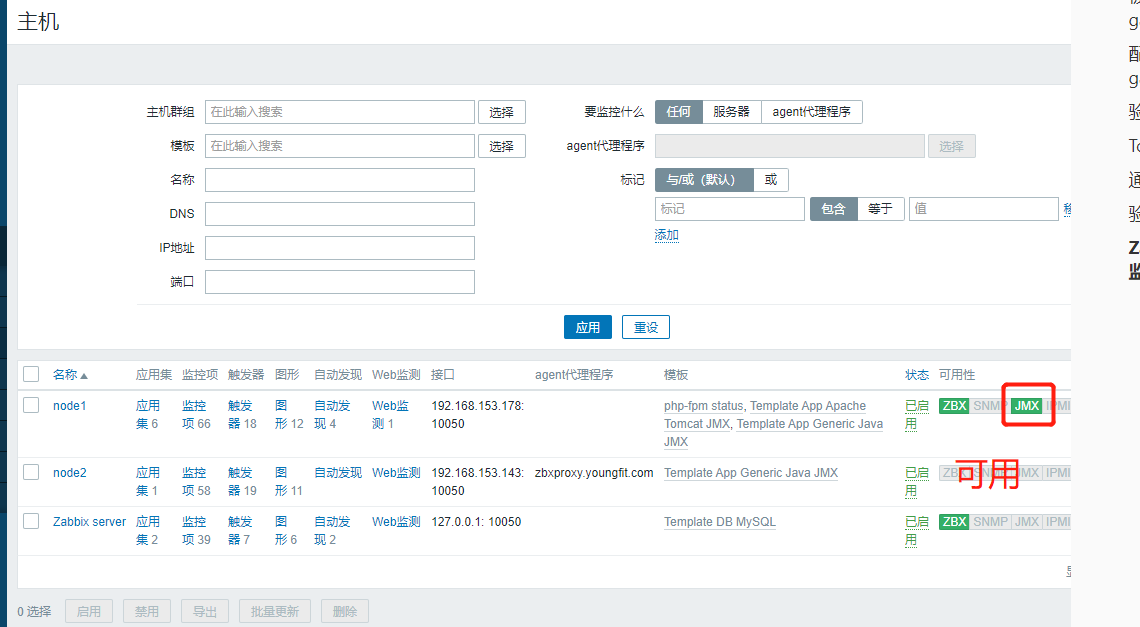 主机
主机群组 在此输入搜索 选择 要监控什么 任何 服务器 agent代理程序
模板 在此输入搜索 选择 agent代理程序 选择
名称 标记 与/或（默认） 或
标记 包含 等于 值
DNS
添加
IP地址
端口
应用 重设
名称 应用集 监控项 触发器 图形 自动发现 Web监测 接口 agent代理程序 模板 状态 可用性
node1 应用 监控 触发 图 自动发 Web监 192.168.153.178: php-fpm status, Template App Apache 已启 ZBX SNMP JMX IPMI
集 6 项 66 器 18 形 12 现 4 测 1 10050 Tomcat JMX, Template App Generic Java 用
JMX
node2 应用 监控 触发 图 自动发现 Web监测 192.168.153.143: zbxproxy.youngfit.com Template App Generic Java JMX 已启 ZBX SNMP JMX IPMI
集 1 项 58 器 19 形 11 10050 用
可用
Zabbix server 应用 监控 触发 图 自动发 Web监测 127.0.0.1: 10050 Template DB MySQL 已启 ZBX SNMP JMX IPMI
集 2 项 39 器 7 形 6 现 2 用
0 选择 启用 禁用 导出 批量更新 删除
配
验
To
通
验
监